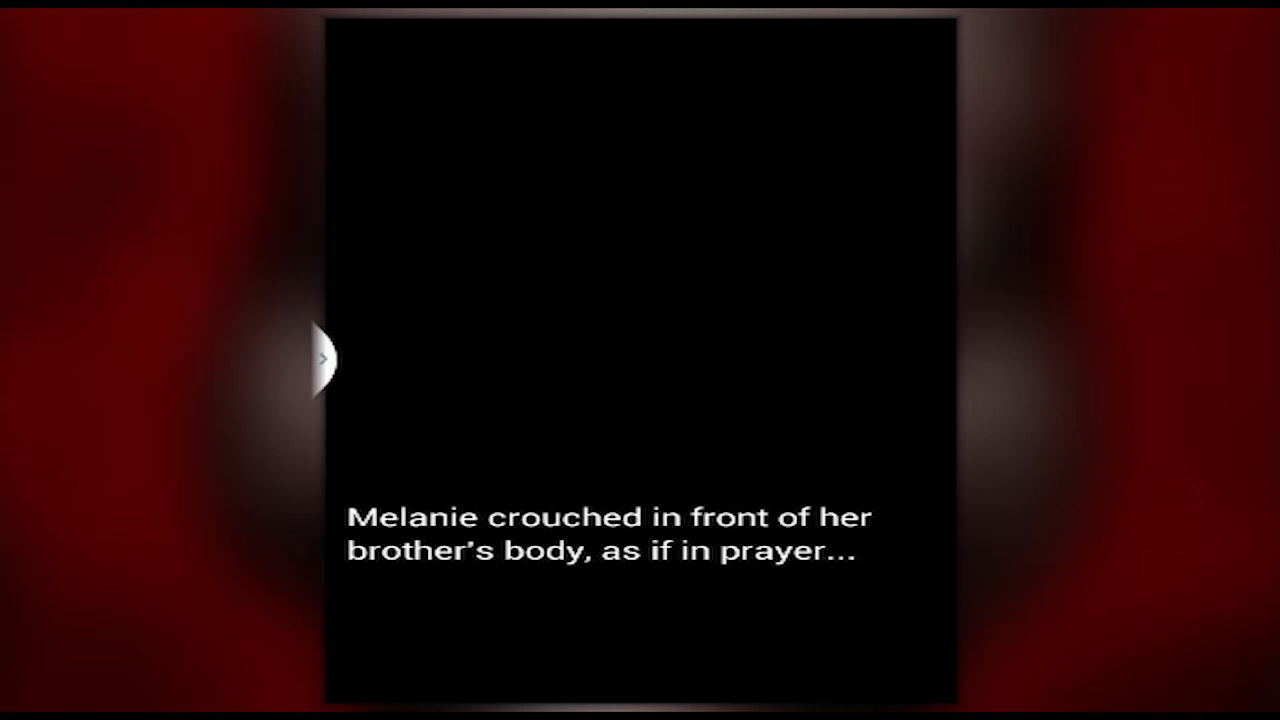 Melanie crouched in front of her
brother's body, as if in prayer...